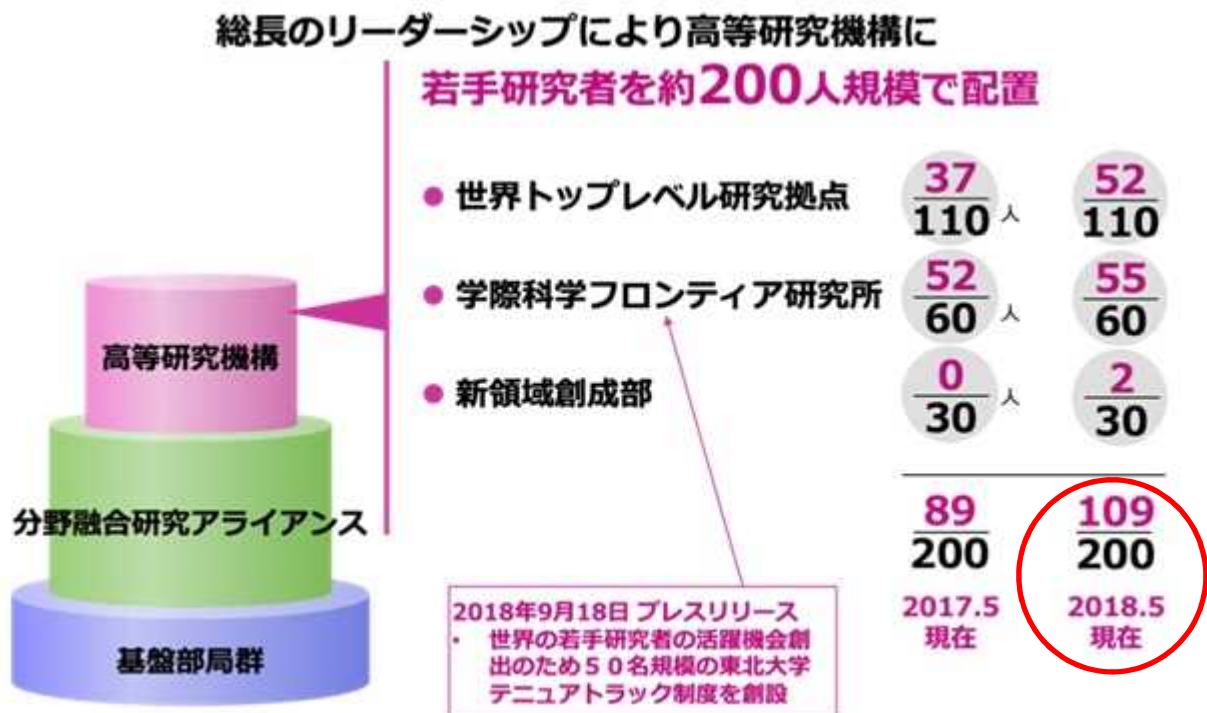 総長のリーダーシップにより高等研究機構に
若手研究者を約200人規模で配置
● 世界トップレベル研究拠点
37
110 人
52
110
● 学際科学フロンティア研究所
52
60 人
55
60
● 新領域創成部
0
30 人
2
30
89
200
2017.5
現在
109
200
2018.5
現在
高等研究機構
分野融合研究アライアンス
基盤部局群
2018年9月18日 プレスリリース
・ 世界の若手研究者の活躍機会創
出のため50名規模の東北大学
テニュアトラック制度を創設